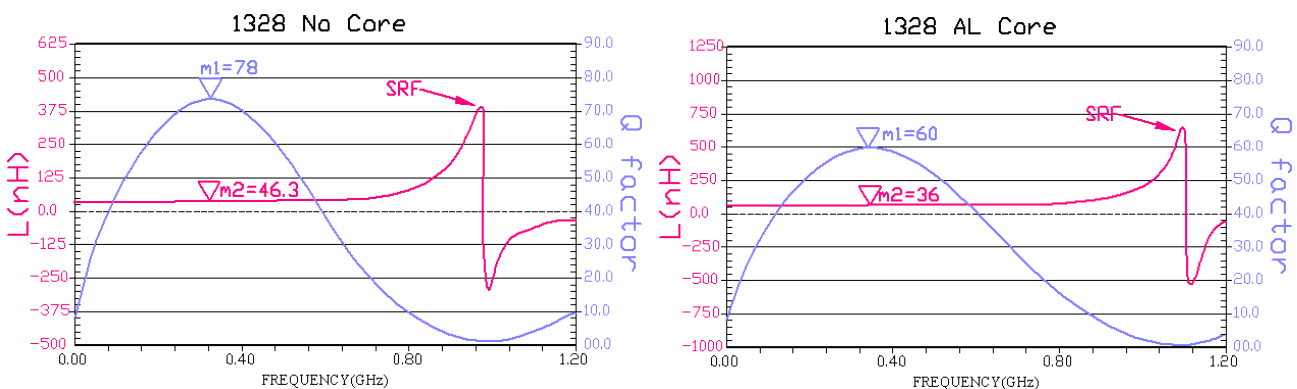 1328 No Core
625
500
375
250
125
0.0
-125
-250
-375
-500
L(nH)
m1=78
SRF
m2=46.3
90.0
80.0
70.0
60.0
50.0
40.0
30.0
20.0
10.0
00.0
Q factor
0.00 0.40 0.80 1.20
FREQUENCY(GHz)
1328 AL Core
1250
1000
750
500
250
0.0
-250
-500
-750
-1000
L(nH)
m1=60
SRF
m2=36
90.0
80.0
70.0
60.0
50.0
40.0
30.0
20.0
10.0
00.0
Q factor
0.00 0.40 0.80 1.20
FREQUENCY(GHz)